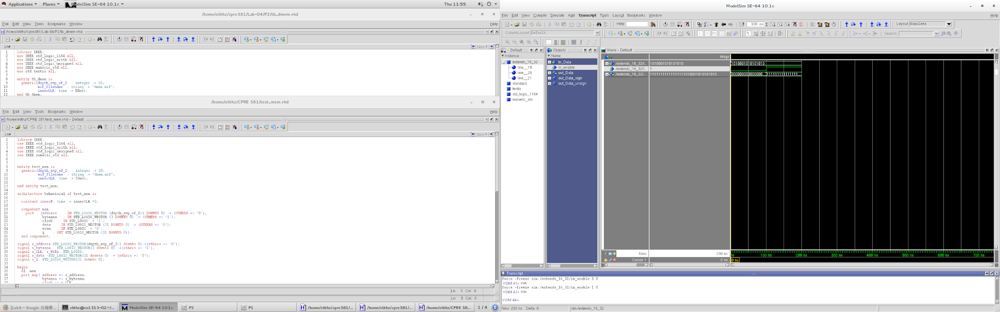 Applications Places ModelSim SE-64 10.1c Thu 11:55
/home/elithz/cpre381/Lab-04/P2/tb_dmem.vhd
File Edit View Tools Bookmarks Window Help
/home/elithz/cpre381/Lab-04/P2/tb_dmem.vhd
Ln# Now
1 library IEEE;
2 use IEEE.std_logic_1164.all;
3 use IEEE.std_logic_arith.all;
4 use IEEE.std_logic_unsigned.all;
5 use IEEE.numeric_std.all;
6 use std.textio.all;
7
8 entity tb_dmem is
9 generic(depth_exp_of_2 : integer := 10;
10 mif_filename : string := "dmem.mif";
11 innerCLK: time := 50ns);
12 end tb_dmem;
/home/elithz/CPRE 381/test_mem.vhd
File Edit View Tools Bookmarks Window Help
/home/elithz/CPRE 381/test_mem.vhd - Default
Ln# Now
1 library IEEE;
2 use IEEE.std_logic_1164.all;
3 use IEEE.std_logic_arith.all;
4 use IEEE.std_logic_unsigned.all;
5 use IEEE.numeric_std.all;
6
7
8 entity test_mem is
9 generic(depth_exp_of_2 : integer := 10;
10 mif_filename : string := "dmem.mif";
11 innerCLK: time := 50ns);
12
13 end entity test_mem;
14
15 architecture behavioral of test_mem is
16
17 constant innerP: time := innerCLK *2;
18
19 component mem
20 port (address : IN STD_LOGIC_VECTOR (depth_exp_of_2-1 DOWNTO 0) := (OTHERS => '0');
21 byteena : IN STD_LOGIC_VECTOR (3 DOWNTO 0) := (OTHERS => '1');
22 clock : IN STD_LOGIC := '1';
23 data : IN STD_LOGIC_VECTOR (31 DOWNTO 0) := (OTHERS => '0');
24 wren : IN STD_LOGIC := '0';
25 q : OUT STD_LOGIC_VECTOR (31 DOWNTO 0));
26 end component;
27
28 signal s_address:STD_LOGIC_VECTOR(depth_exp_of_2-1 downto 0):=(others => '0');
29 signal s_byteena : STD_LOGIC_VECTOR(3 downto 0) :=(others => '1');
30 signal s_CLK, s_WrEn: STD_LOGIC;
31 signal s_data :STD_LOGIC_VECTOR(31 downto 0) := (others => '0');
32 signal s_Q :STD_LOGIC_VECTOR(31 downto 0);
33
34 begin
35 G1: mem
36 port map( address => s_address,
37 byteena => s_byteena,
38 clock => s_CLK,
Ln: 5 Col: 0
Ln: 5 Col: 0
[Lab4 - Google 云端硬... elithz@co1313-02:~/... ModelSim SE-64 10.1c P2 P1 /home/elithz/cpre381/... /home/elithz/cpre381/... /home/elithz/CPRE 38... 1 / 4 1
ModelSim SE-64 10.1c
File Edit View Compile Simulate Add Transcript Tools Layout Bookmarks Window Help
Help 100 ns Layout Simulate
ColumnLayout Default Search:
- Default
Instance
extends_16_32
line__19
line__20
line__21
standard
textio
std_logic_1164
numeric_std
Objects
Name
in_Data
in_enable
out_Data
out_Data_sign
out_Data_unsign
Wave - Default
Msgs
/extends_16_32/i... 1010001010101010 1010001010101010
/extends_16_32/i... 1
/extends_16_32/... 11111111111111111010001010101010 000000000000000... 111111111111111...
Now 200 ns ns 100 ns 200 ns 300 ns 400 ns 500 ns 600 ns 700 ns
Cursor 1 0 ns 0 ns
Transcript
force -freeze sim:/extends_16_32/in_enable 0 0
VSIM 41> run
force -freeze sim:/extends_16_32/in_enable 1 0
VSIM 43> run
VSIM 44>
Now: 200 ns Delta: 0 sim:/extends_16_32